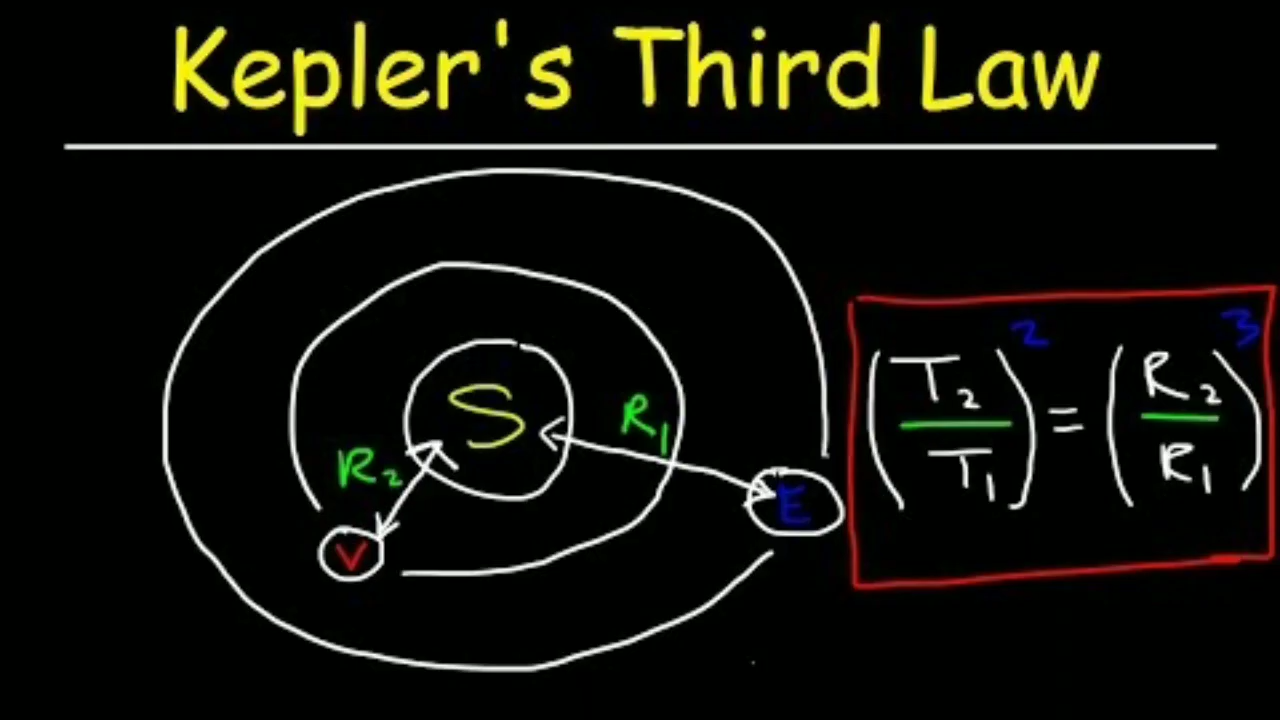 Kepler's Third Law
S
R₁
R₂
E
V
(T₂/T₁)² = (R₂/R₁)³